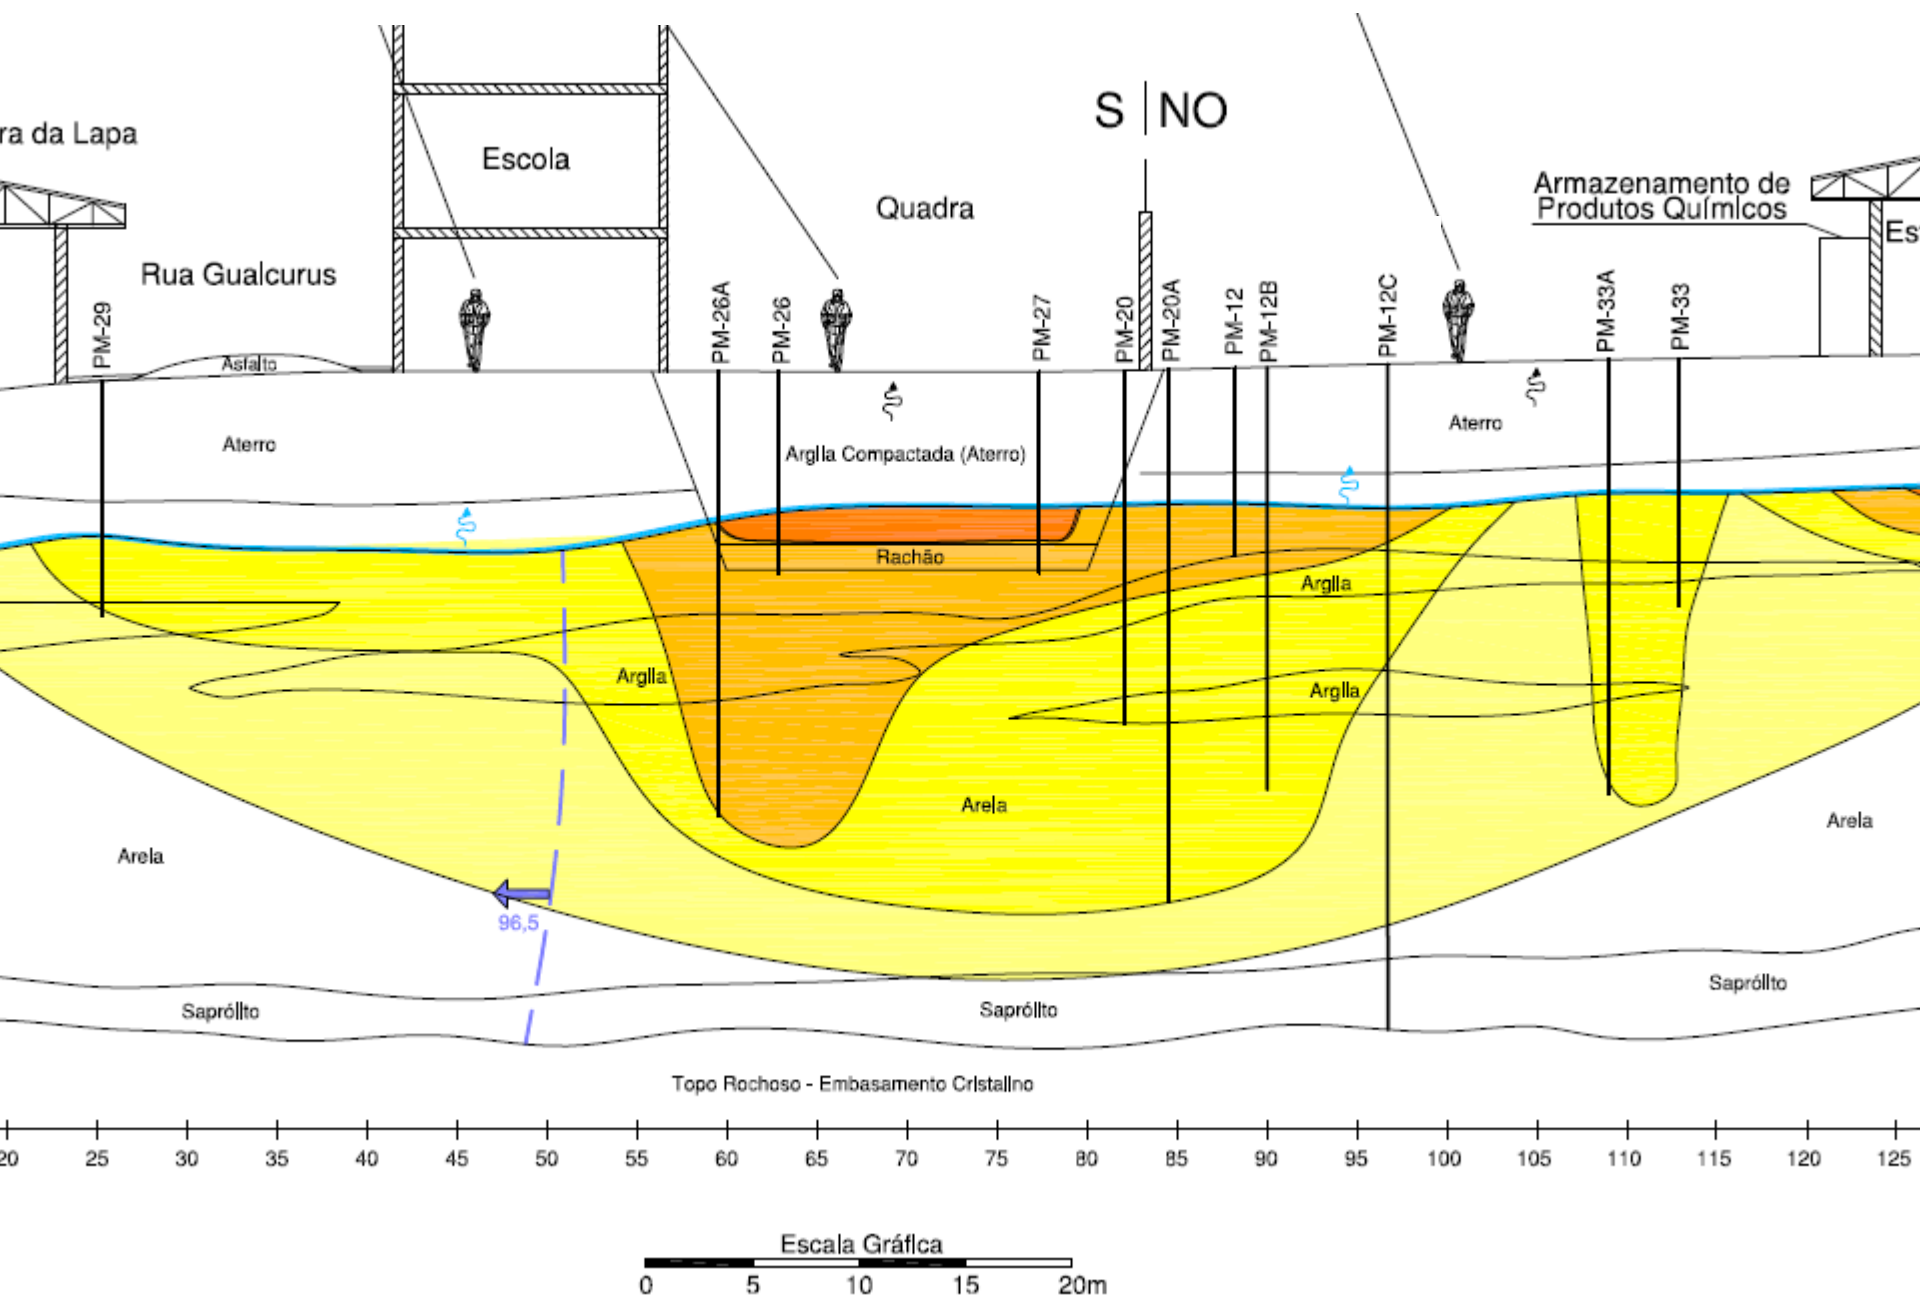 ra da Lapa
Escola
S NO
Quadra
Armazenamento de
Produtos Químicos
Es
Rua Guaicurus
PM-29
PM-26A
PM-26
PM-27
PM-20
PM-20A
PM-12
PM-12B
PM-12C
PM-33A
PM-33
Asfalto
Aterro
Argila Compactada (Aterro)
Aterro
Rachão
Argila
Argila
Argila
Areia
Areia
Areia
96,5
Saprólito
Saprólito
Saprólito
Topo Rochoso - Embasamento Cristalino
20 25 30 35 40 45 50 55 60 65 70 75 80 85 90 95 100 105 110 115 120 125
Escala Gráfica
0 5 10 15 20m